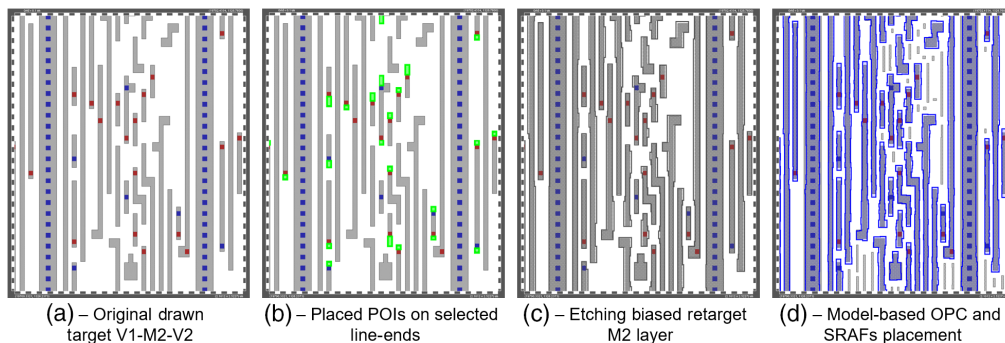 (a) – Original drawn
target V1-M2-V2
(b) – Placed POIs on selected
line-ends
(c) – Etching biased retarget
M2 layer
(d) – Model-based OPC and
SRAFs placement